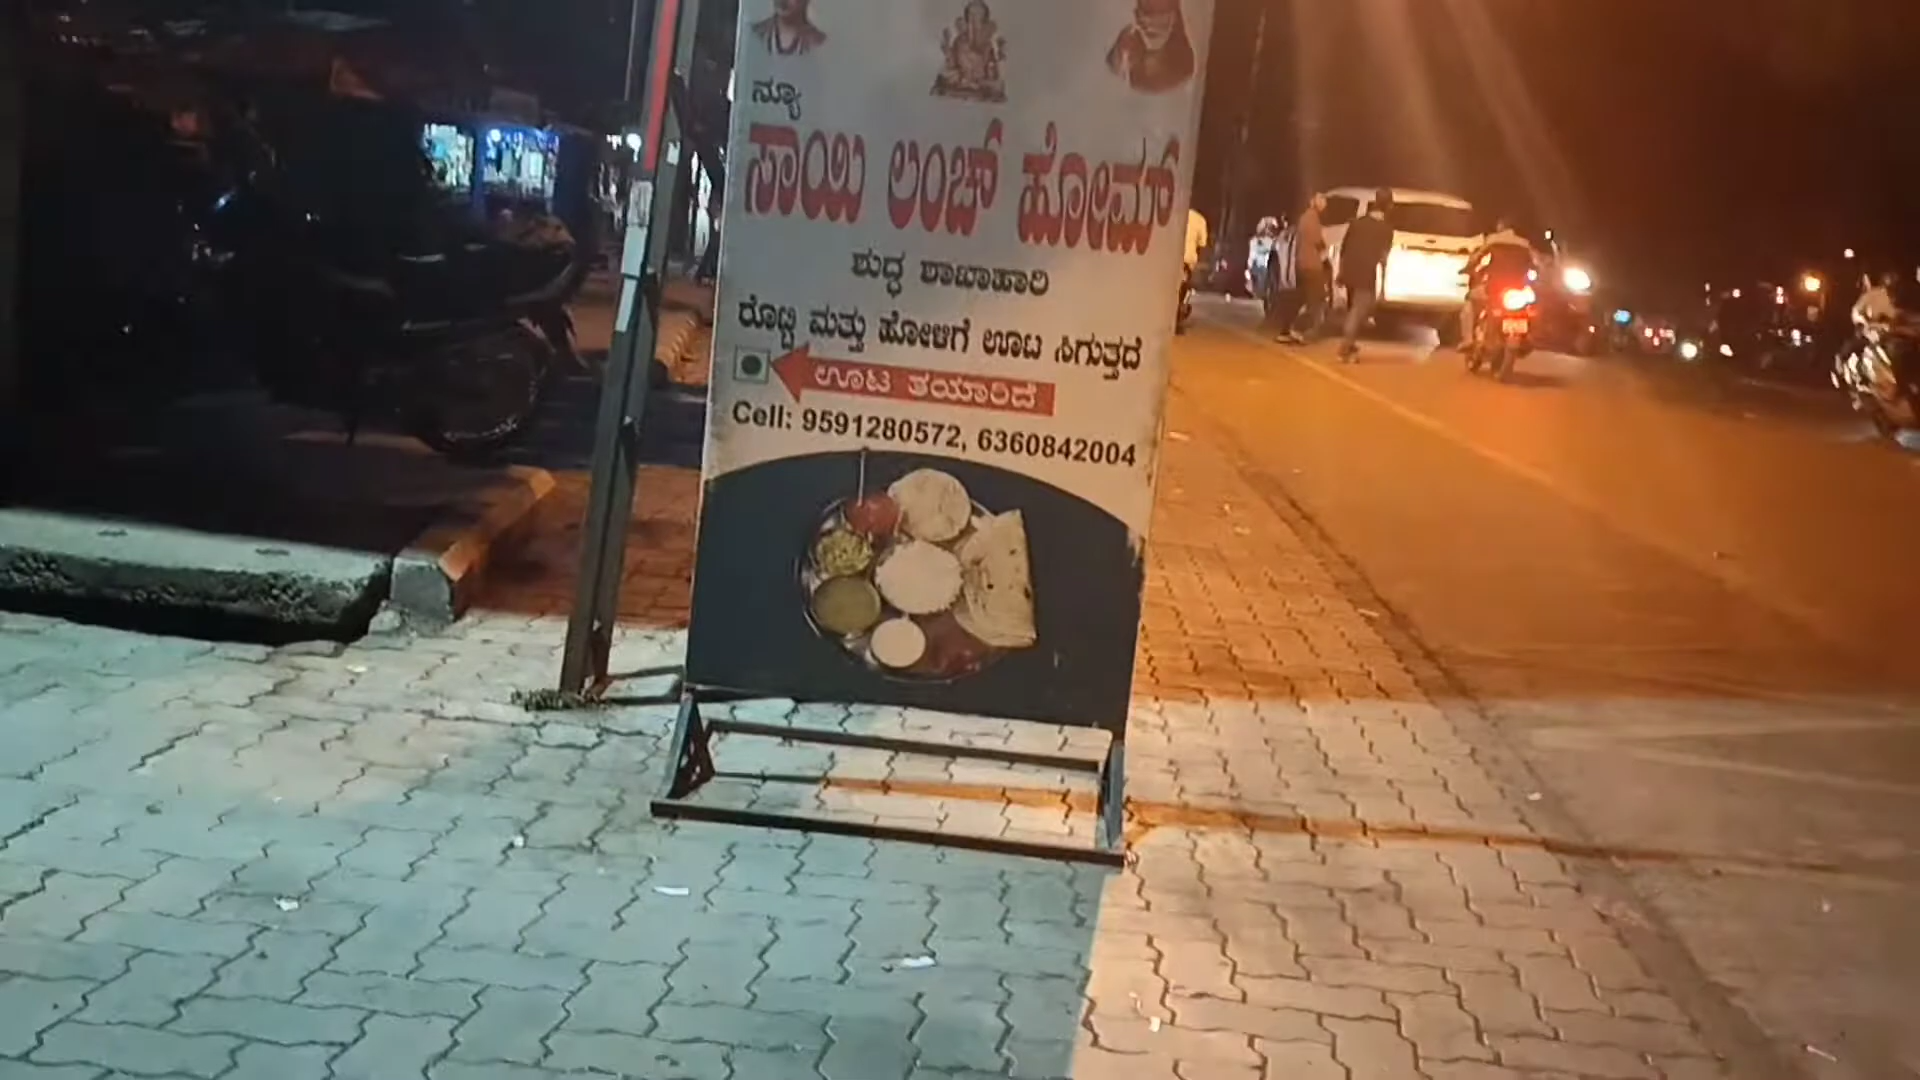 ನ್ಯೂ
ಸಾಯಿ ಲಂಚ್ ಹೋಮ್
ಶುದ್ಧ ಶಾಖಾಹಾರಿ
ರೊಟ್ಟಿ ಮತ್ತು ಹೋಳಿಗೆ ಊಟ ಸಿಗುತ್ತದೆ
ಊಟ ತಯಾರಿದೆ
Cell: 9591280572, 6360842004